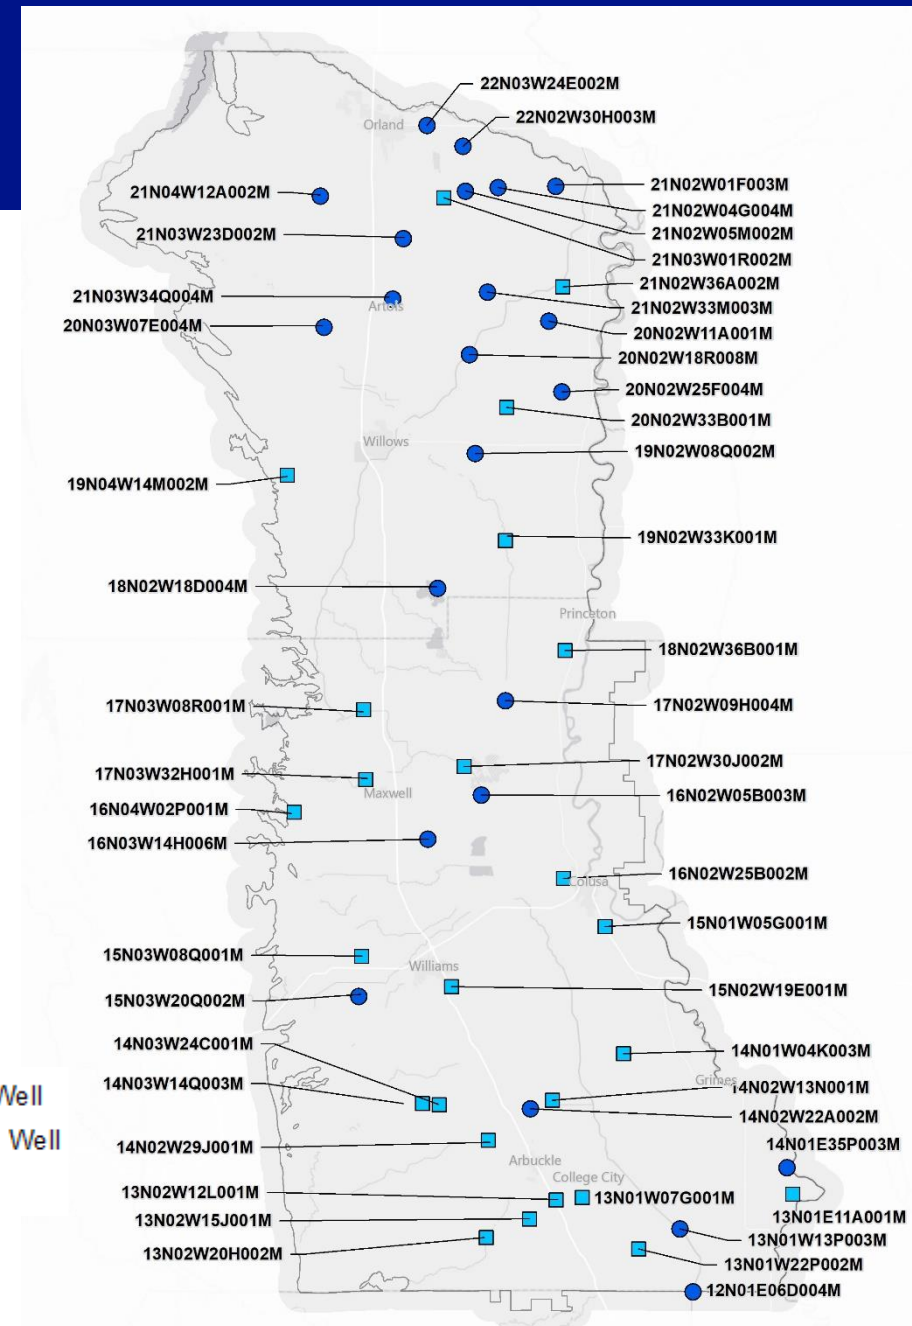 22N03W24E002M
22N02W30H003M
Orland
21N04W12A002M
21N02W01F003M
21N02W04G004M
21N02W05M002M
21N03W23D002M
21N03W01R002M
21N02W36A002M
21N03W34Q004M
Artois
21N02W33M003M
20N03W07E004M
20N02W11A001M
20N02W18R008M
20N02W25F004M
20N02W33B001M
Willows
19N02W08Q002M
19N04W14M002M
19N02W33K001M
18N02W18D004M
Princeton
18N02W36B001M
17N03W08R001M
17N02W09H004M
17N02W30J002M
17N03W32H001M
Maxwell
16N02W05B003M
16N04W02P001M
16N03W14H006M
16N02W25B002M
Colusa
15N01W05G001M
15N03W08Q001M
Williams
15N02W19E001M
15N03W20Q002M
14N03W24C001M
14N01W04K003M
14N03W14Q003M
Grimes
14N02W13N001M
Well
14N02W22A002M
Well
14N02W29J001M
14N01E35P003M
Arbuckle
College City
13N02W12L001M
13N01W07G001M
13N01E11A001M
13N02W15J001M
13N01W13P003M
13N02W20H002M
13N01W22P002M
12N01E06D004M